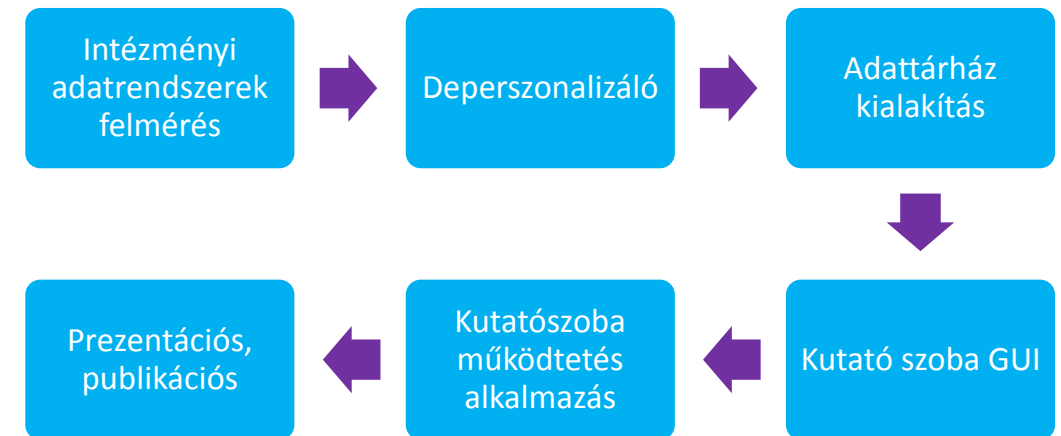 Intézményi
adatrendszerek
felmérés
Deperszonalizáló
Adattárház
kialakítás
Kutató szoba GUI
Kutatószoba
működtetés
alkalmazás
Prezentációs,
publikációs